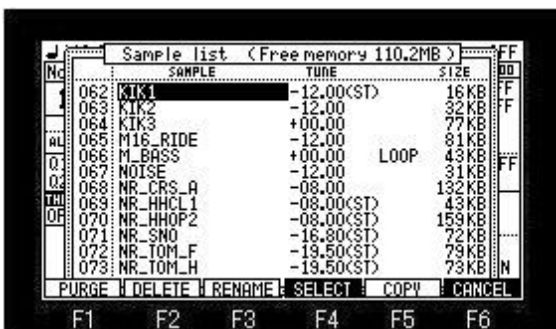 Sample list (Free memory 110.2MB)
SAMPLE TUNE SIZE
062 KIK1 -12.00(ST) 16KB
063 KIK2 -12.00 32KB
064 KIK3 +00.00 77KB
065 M16_RIDE -12.00 81KB
066 M_BASS +00.00 LOOP 43KB
067 NOISE -12.00 31KB
068 NR_CRS_A -08.00 132KB
069 NR_HHCL1 -08.00(ST) 43KB
070 NR_HHOP2 -08.00(ST) 159KB
071 NR_SNO -16.80(ST) 72KB
072 NR_TOM_F -19.50(ST) 79KB
073 NR_TOM_H -19.50(ST) 73KB
PURGE DELETE RENAME SELECT COPY CANCEL
F1 F2 F3 F4 F5 F6